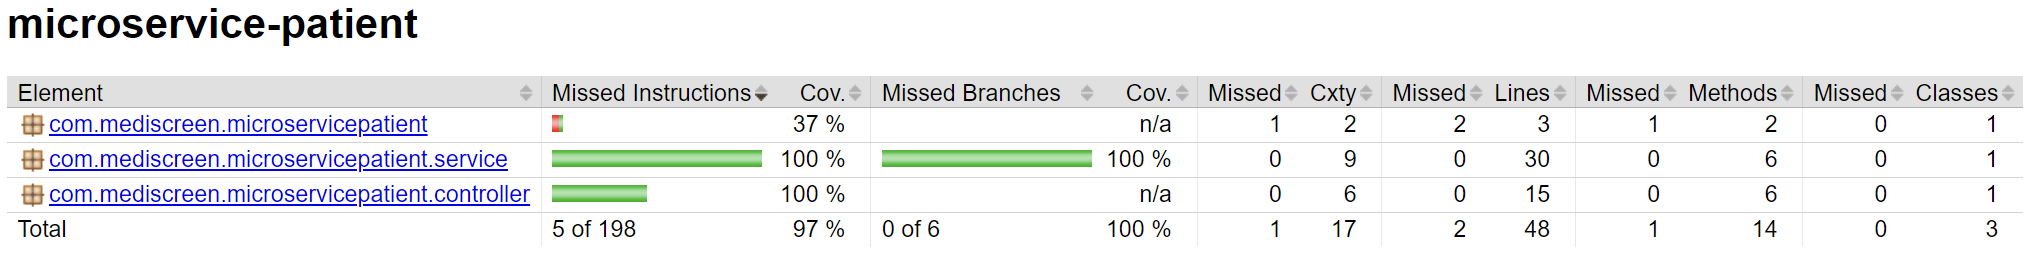 microservice-patient
Element Missed Instructions Cov. Missed Branches Cov. Missed Cxty Missed Lines Missed Methods Missed Classes
com.mediscreen.microservicepatient 37 % n/a 1 2 2 3 1 2 0 1
com.mediscreen.microservicepatient.service 100 % 100 % 0 9 0 30 0 6 0 1
com.mediscreen.microservicepatient.controller 100 % n/a 0 6 0 15 0 6 0 1
Total 5 of 198 97 % 0 of 6 100 % 1 17 2 48 1 14 0 3